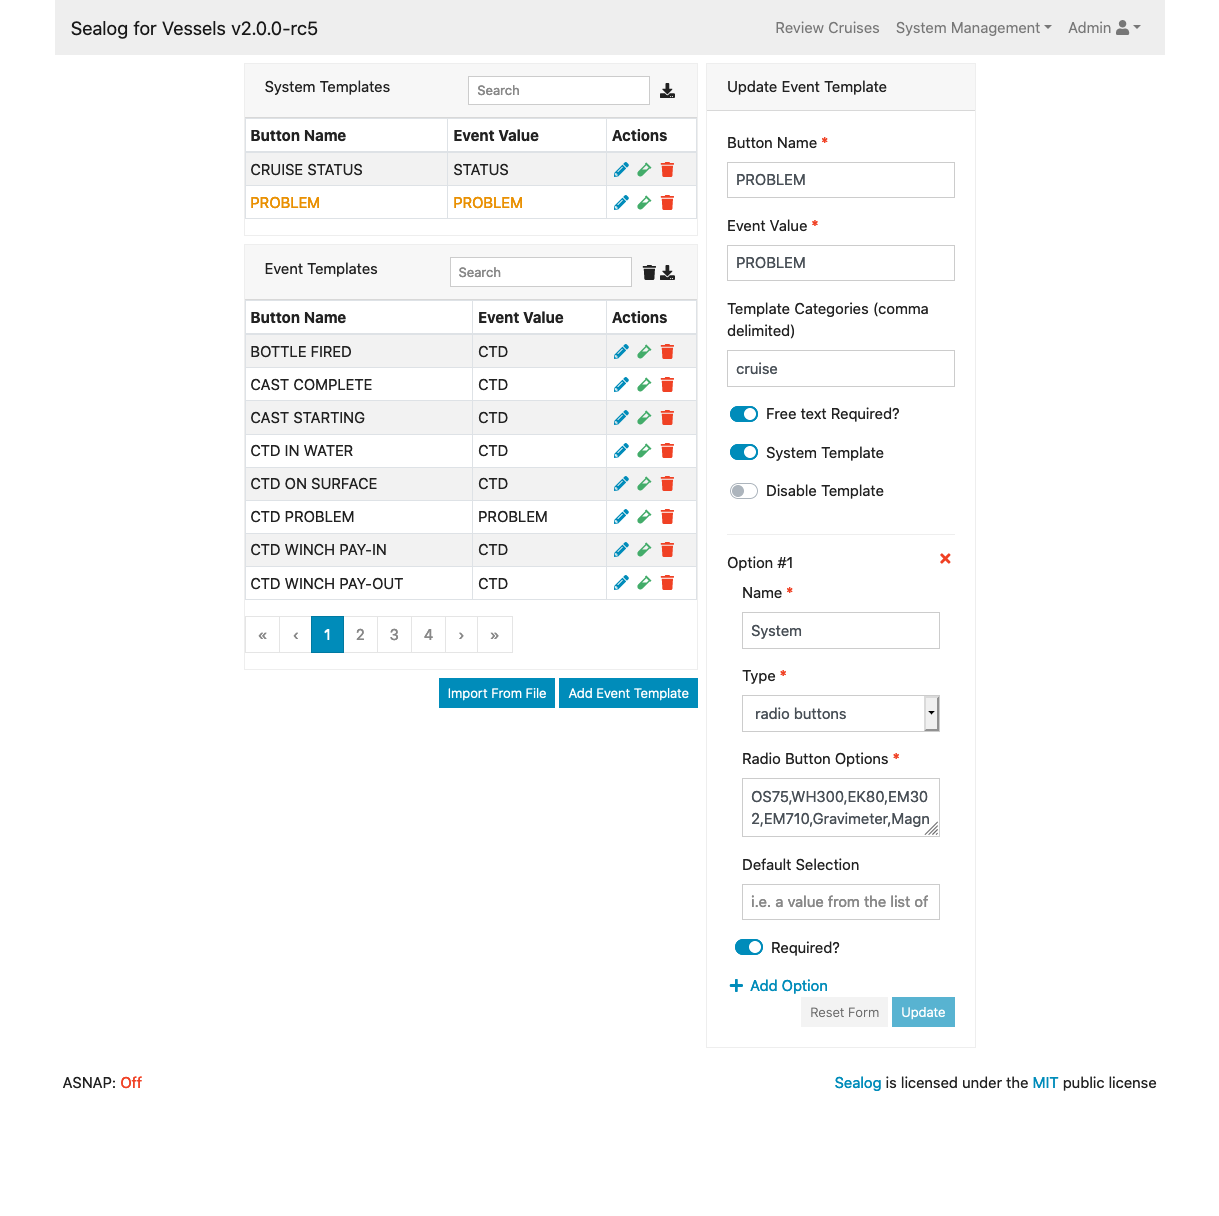 Sealog for Vessels v2.0.0-rc5
Review Cruises
System Management
Admin
System Templates
Search
Button Name Event Value Actions
CRUISE STATUS STATUS
PROBLEM PROBLEM
Event Templates
Search
Button Name Event Value Actions
BOTTLE FIRED CTD
CAST COMPLETE CTD
CAST STARTING CTD
CTD IN WATER CTD
CTD ON SURFACE CTD
CTD PROBLEM PROBLEM
CTD WINCH PAY-IN CTD
CTD WINCH PAY-OUT CTD
« ‹ 1 2 3 4 › »
Import From File
Add Event Template
Update Event Template
Button Name *
PROBLEM
Event Value *
PROBLEM
Template Categories (comma
delimited)
cruise
Free text Required?
System Template
Disable Template
Option #1
Name *
System
Type *
radio buttons
Radio Button Options *
OS75,WH300,EK80,EM30
2,EM710,Gravimeter,Magn
Default Selection
i.e. a value from the list of
Required?
Add Option
Reset Form
Update
ASNAP: Off
Sealog is licensed under the MIT public license